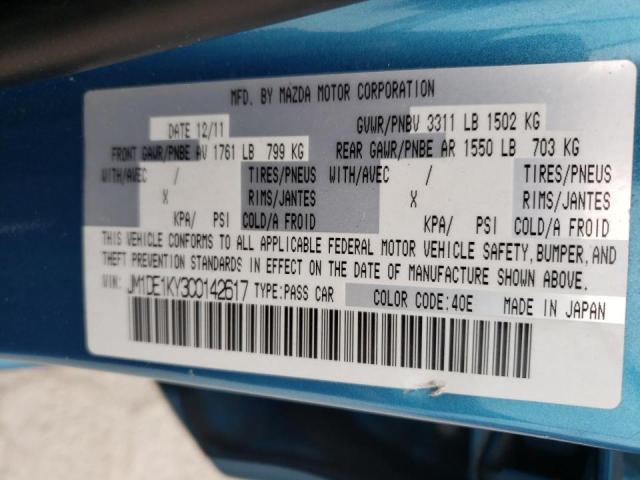 MFD. BY MAZDA MOTOR CORPORATION
DATE 12/11 GVWR/PNBV 3311 LB 1502 KG
FRONT GAWR/PNBE AV 1761 LB 799 KG REAR GAWR/PNBE AR 1550 LB 703 KG
WITH/AVEC / TIRES/PNEUS WITH/AVEC / TIRES/PNEUS
X RIMS/JANTES X RIMS/JANTES
KPA/ PSI COLD/A FROID KPA/ PSI COLD/A FROID
THIS VEHICLE CONFORMS TO ALL APPLICABLE FEDERAL MOTOR VEHICLE SAFETY, BUMPER, AND
THEFT PREVENTION STANDARDS IN EFFECT ON THE DATE OF MANUFACTURE SHOWN ABOVE.
VIN: JM1DE1KY3C0142617 TYPE:PASS CAR COLOR CODE:40E MADE IN JAPAN